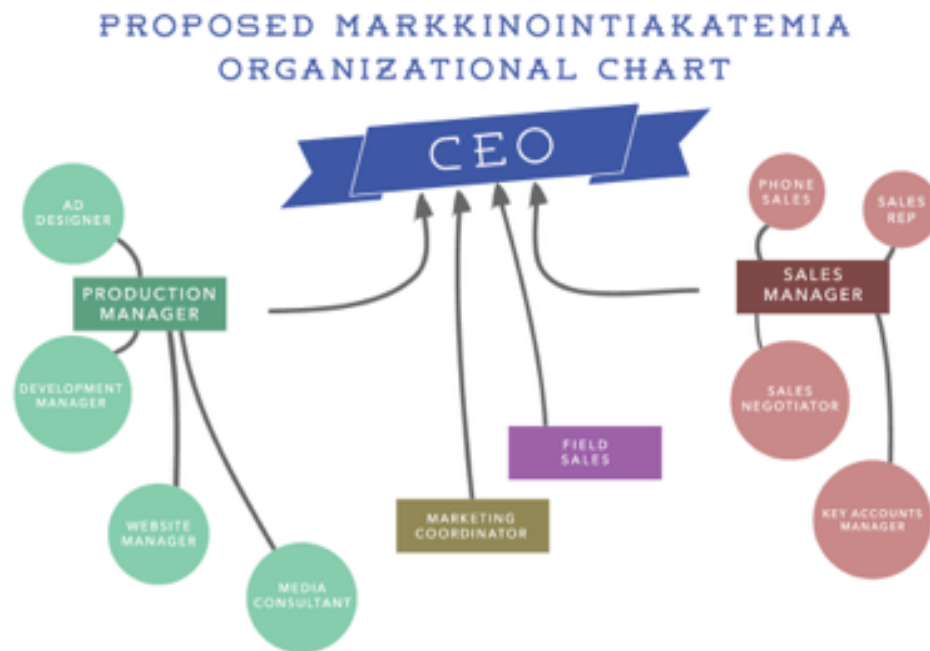 PROPOSED MARKKINOINTIAKATEMIA
ORGANIZATIONAL CHART
CEO
AD
DESIGNER
PRODUCTION
MANAGER
DEVELOPMENT
MANAGER
WEBSITE
MANAGER
MEDIA
CONSULTANT
MARKETING
COORDINATOR
FIELD
SALES
PHONE
SALES
SALES
REP
SALES
MANAGER
SALES
NEGOTIATOR
KEY ACCOUNTS
MANAGER